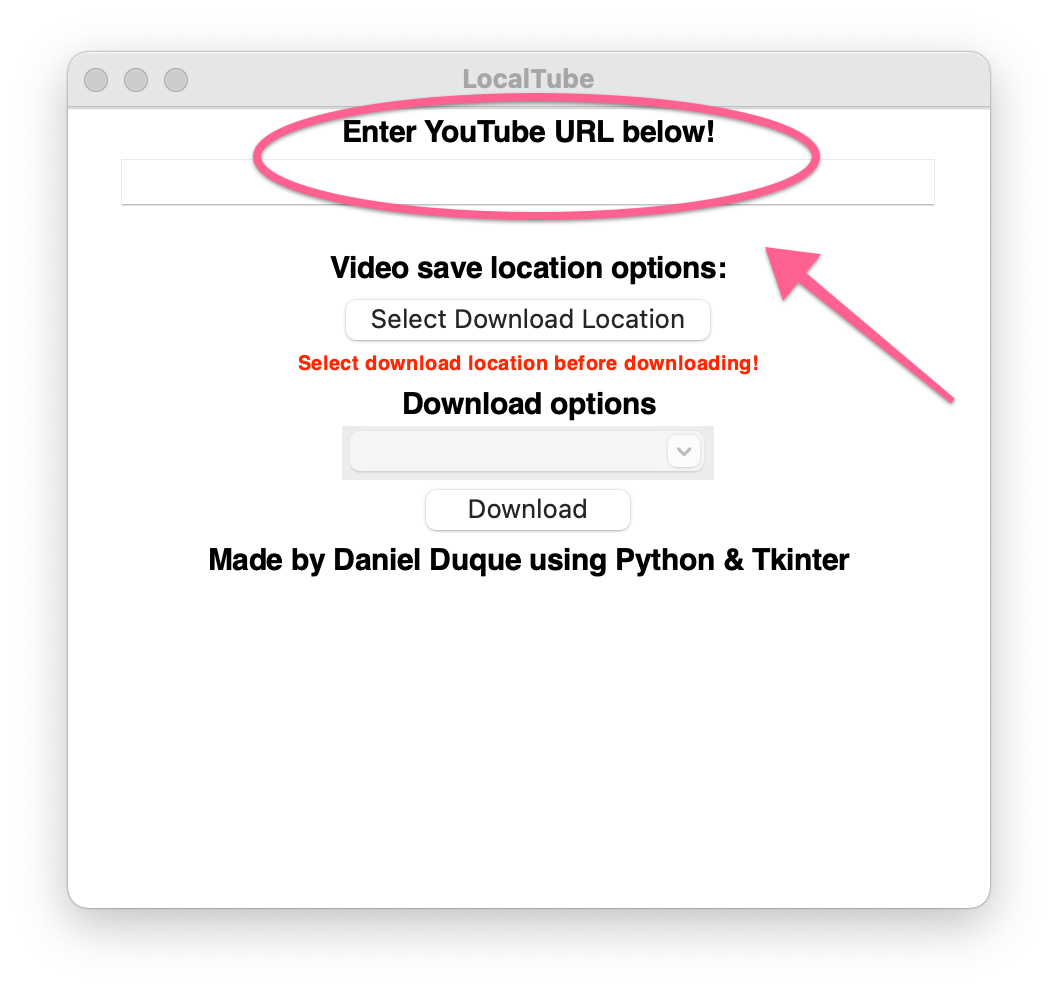 LocalTube
Enter YouTube URL below!
Video save location options:
Select Download Location
Select download location before downloading!
Download options
Download
Made by Daniel Duque using Python & Tkinter